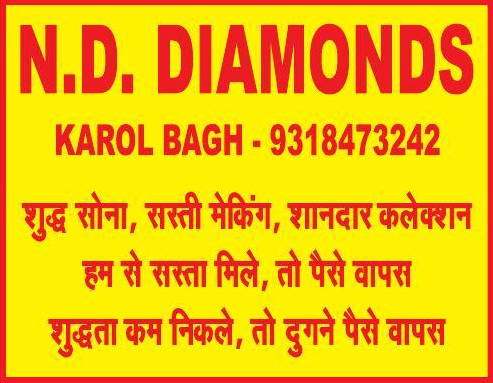 N.D. DIAMONDS
KAROL BAGH - 9318473242
शुद्ध सोना, सस्ती मेकिंग, शानदार कलेक्शन
हम से सस्ता मिले, तो पैसे वापस
शुद्धता कम निकले, तो दुगने पैसे वापस